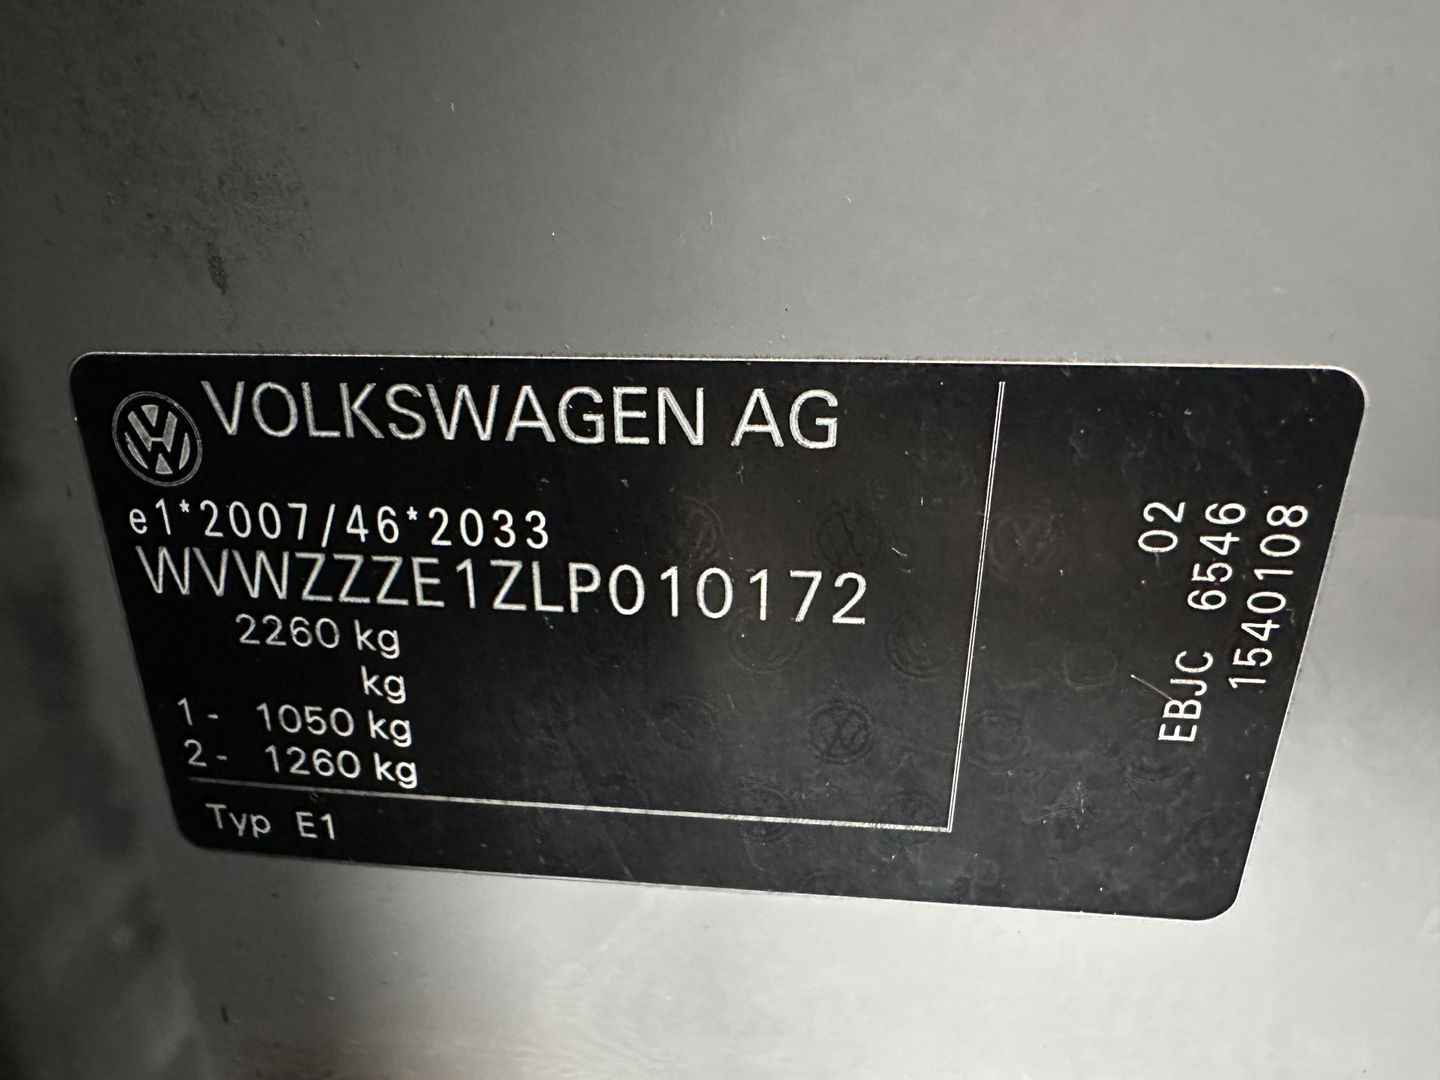 VOLKSWAGEN AG
e1*2007/46*2033
WVWZZZE1ZLP010172
2260 kg
kg
1- 1050 kg
2- 1260 kg
Typ E1
02
EBJC 6546
1540108